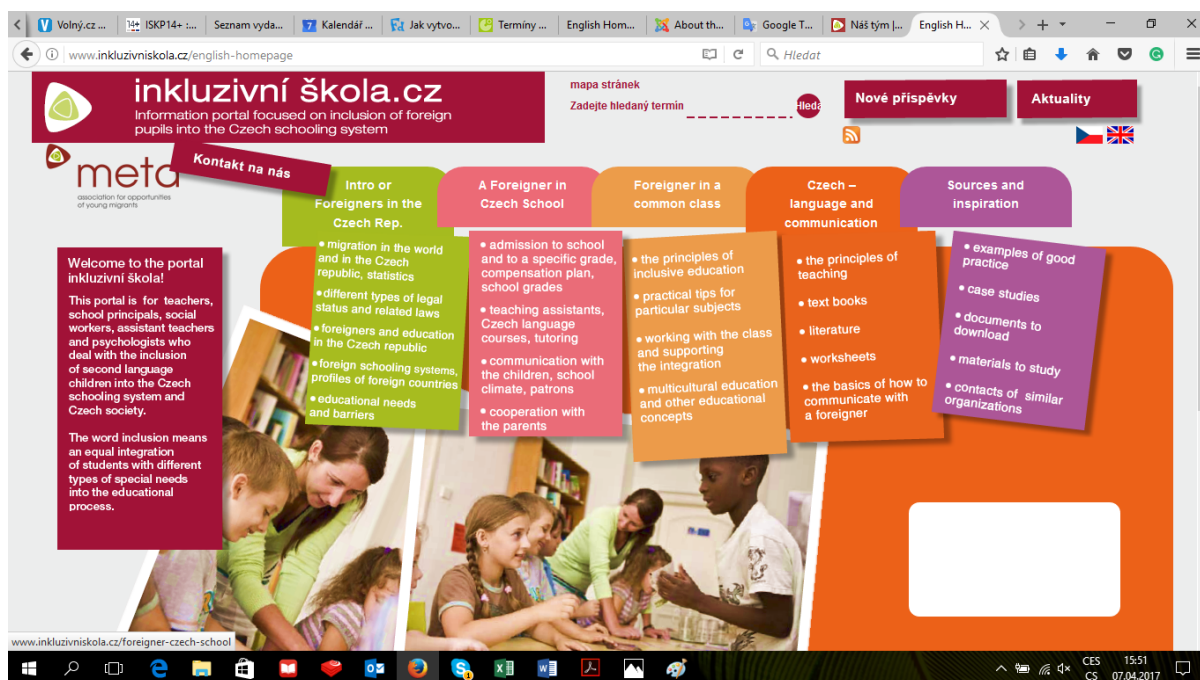 Volný.cz ...
ISKP14+ :...
Seznam vyda...
Kalendář ...
Jak vytvo...
Termíny ...
English Hom...
About th...
Google T...
Náš tým |...
English H...
www.inkluzivniskola.cz/english-homepage
Hledat
inkluzivní škola.cz
Information portal focused on inclusion of foreign
pupils into the Czech schooling system
mapa stránek
Zadejte hledaný termin
Hleda
Nové příspěvky
Aktuality
meta
association for opportunities
of young migrants
Kontakt na nás
Intro or
Foreigners in the
Czech Rep.
A Foreigner in
Czech School
Foreigner in a
common class
Czech –
language and
communication
Sources and
inspiration
Welcome to the portal
inkluzivní škola!
This portal is for teachers,
school principals, social
workers, assistant teachers
and psychologists who
deal with the inclusion
of second language
children into the Czech
schooling system and
Czech society.
The word inclusion means
an equal integration
of students with different
types of special needs
into the educational
process.
• migration in the world
and in the Czech
republic, statistics
• different types of legal
status and related laws
• foreigners and education
in the Czech republic
• foreign schooling systems,
profiles of foreign countries
• educational needs
and barriers
• admission to school
and to a specific grade,
compensation plan,
school grades
• teaching assistants,
Czech language
courses, tutoring
• communication with
the children, school
climate, patrons
• cooperation with
the parents
• the principles of
inclusive education
• practical tips for
particular subjects
• working with the class
and supporting
the integration
• multicultural education
and other educational
concepts
• the principles of
teaching
• text books
• literature
• worksheets
• the basics of how to
communicate with
a foreigner
• examples of good
practice
• case studies
• documents to
download
• materials to study
• contacts of similar
organizations
www.inkluzivniskola.cz/foreigner-czech-school
CES
CS
15:51
07.04.2017